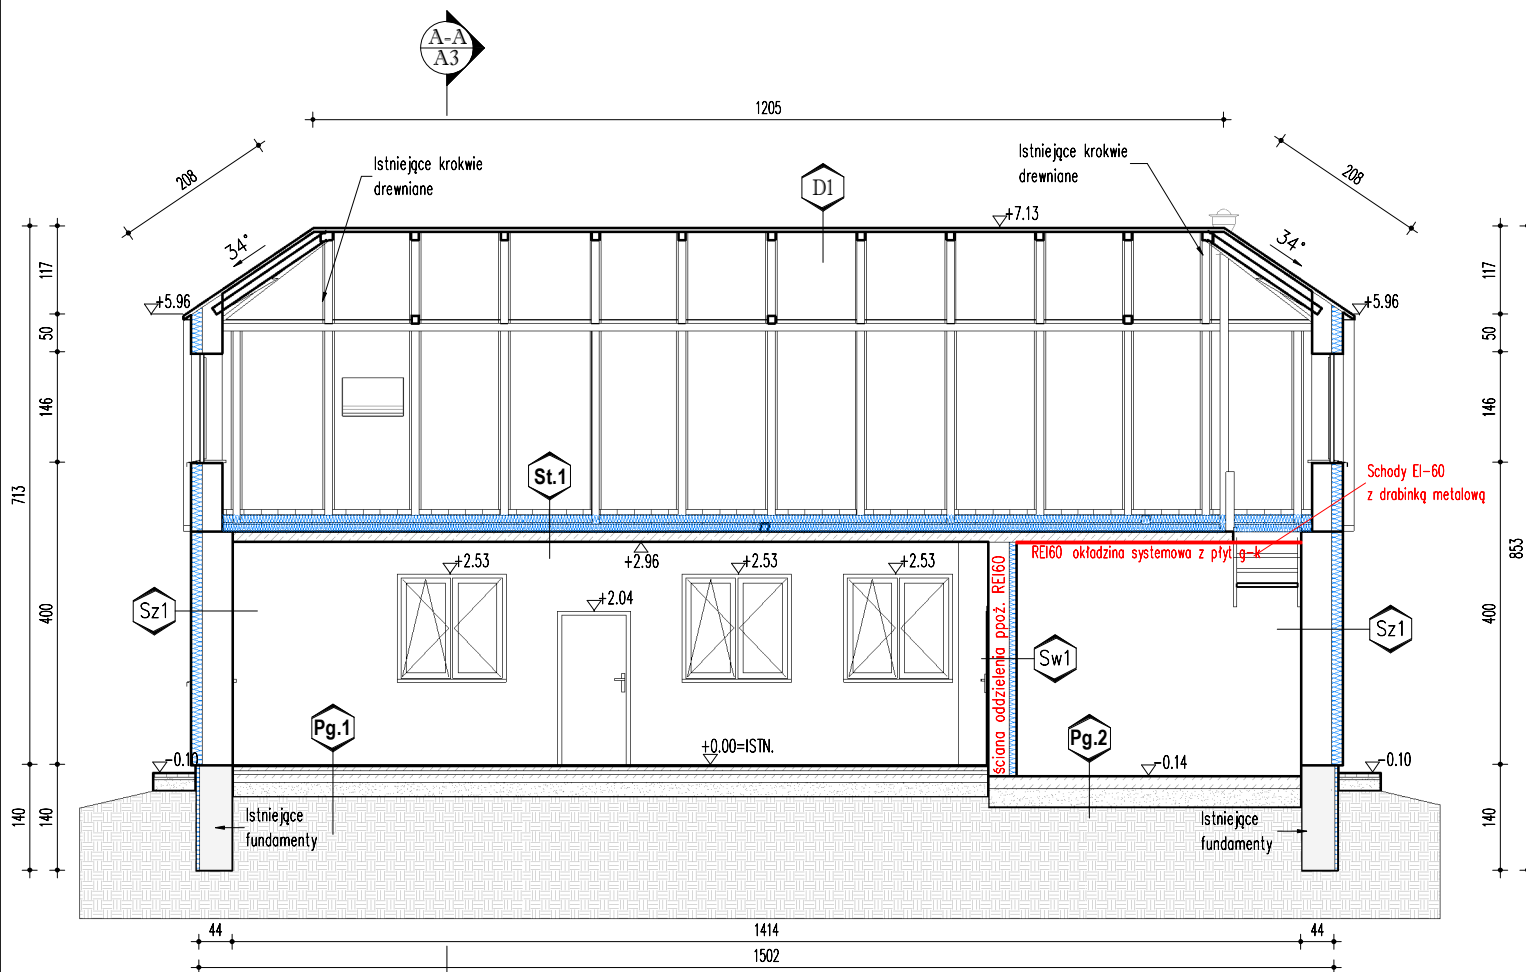 A-A
A3
1205
208
Istniejące krokwie
drewniane
D1
Istniejące krokwie
drewniane
208
34°
+7.13
34°
117
+5.96
+5.96
117
50
50
146
146
713
St.1
Schody EI-60
z drabinką metalową
REI60 okładzina systemowa z płyt g-k
853
+2.53
+2.96
+2.53
+2.53
+2.04
400
Sz1
ściana oddzielenia ppoż. REI60
Sw1
Sz1
400
Pg.1
+0.00=ISTN.
Pg.2
-0.10
-0.14
-0.10
140
140
Istniejące
fundamenty
Istniejące
fundamenty
140
44
1414
44
1502